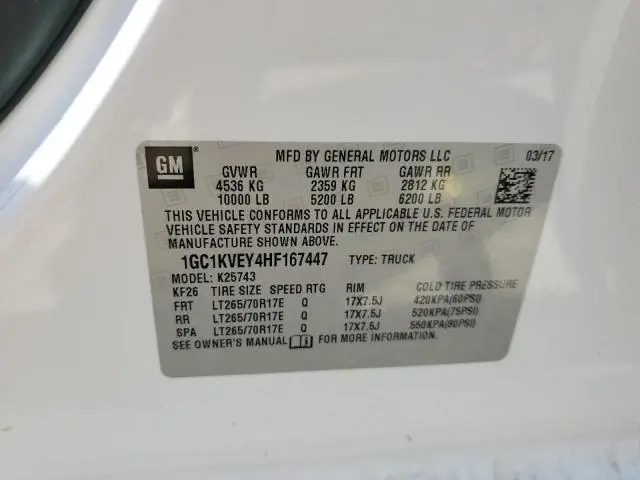 GM ® MFD BY GENERAL MOTORS LLC 03/17
GVWR GAWR FRT GAWR RR
4536 KG 2359 KG 2812 KG
10000 LB 5200 LB 6200 LB
THIS VEHICLE CONFORMS TO ALL APPLICABLE U.S. FEDERAL MOTOR
VEHICLE SAFETY STANDARDS IN EFFECT ON THE DATE OF
MANUFACTURE SHOWN ABOVE.
1GC1KVEY4HF167447 TYPE: TRUCK
MODEL: K25743
KF26 TIRE SIZE SPEED RTG RIM COLD TIRE PRESSURE
FRT LT265/70R17E Q 17X7.5J 420KPA(60PSI)
RR LT265/70R17E Q 17X7.5J 520KPA(75PSI)
SPA LT265/70R17E Q 17X7.5J 550KPA(80PSI)
SEE OWNER'S MANUAL FOR MORE INFORMATION.